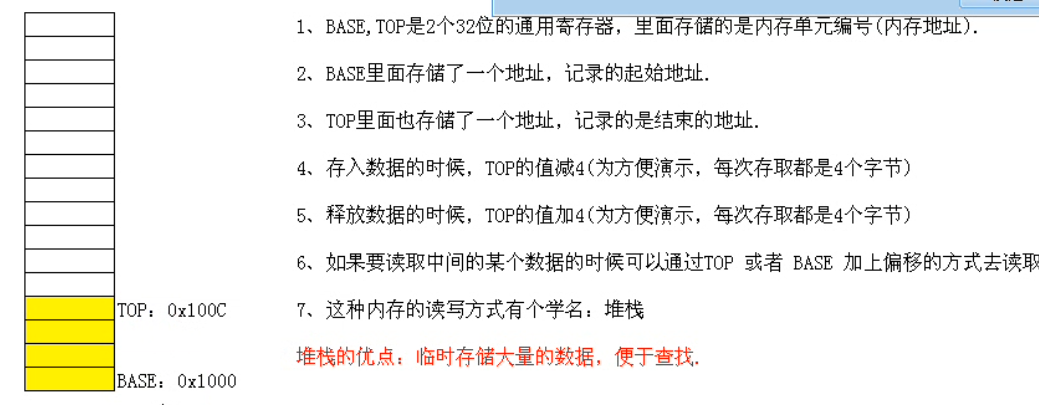 1、BASE,TOP是2个32位的通用寄存器，里面存储的是内存单元编号(内存地址).
2、BASE里面存储了一个地址，记录的起始地址.
3、TOP里面也存储了一个地址，记录的是结束的地址.
4、存入数据的时候，TOP的值减4(为方便演示，每次存取都是4个字节)
5、释放数据的时候，TOP的值加4(为方便演示，每次存取都是4个字节)
6、如果要读取中间的某个数据的时候可以通过TOP 或者 BASE 加上偏移的方式去读取
TOP: 0x100C
7、这种内存的读写方式有个学名：堆栈
堆栈的优点：临时存储大量的数据，便于查找.
BASE: 0x1000